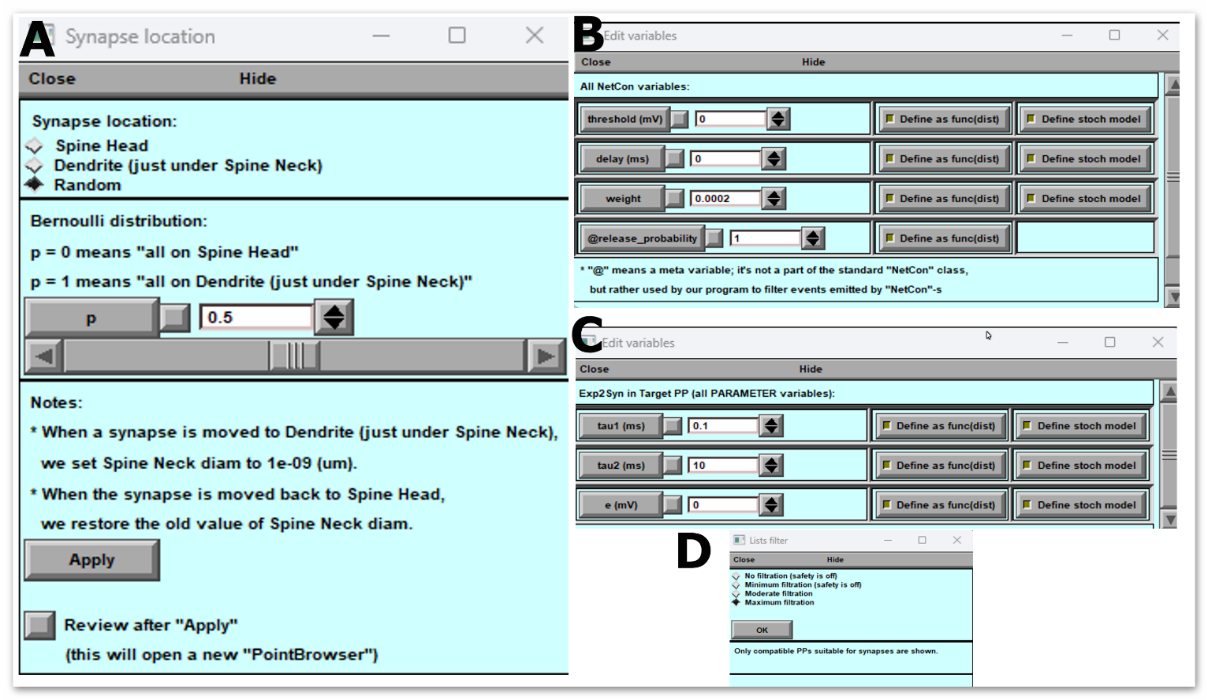 A
Synapse location
Close Hide
Synapse location:
Spine Head
Dendrite (just under Spine Neck)
Random
Bernoulli distribution:
p = 0 means "all on Spine Head"
p = 1 means "all on Dendrite (just under Spine Neck)"
p 0.5
Notes:
* When a synapse is moved to Dendrite (just under Spine Neck),
we set Spine Neck diam to 1e-09 (um).
* When the synapse is moved back to Spine Head,
we restore the old value of Spine Neck diam.
Apply
Review after "Apply"
(this will open a new "PointBrowser")
B
Edit variables
Close Hide
All NetCon variables:
threshold (mV) 0 Define as func(dist) Define stoch model
delay (ms) 0 Define as func(dist) Define stoch model
weight 0.0002 Define as func(dist) Define stoch model
@release_probability 1 Define as func(dist)
* "@" means a meta variable; it's not a part of the standard "NetCon" class,
but rather used by our program to filter events emitted by "NetCon"-s
C
Edit variables
Close Hide
Exp2Syn in Target PP (all PARAMETER variables):
tau1 (ms) 0.1 Define as func(dist) Define stoch model
tau2 (ms) 10 Define as func(dist) Define stoch model
e (mV) 0 Define as func(dist) Define stoch model
D
Lists filter
Close Hide
No filtration (safety is off)
Minimum filtration (safety is off)
Moderate filtration
Maximum filtration
OK
Only compatible PPs suitable for synapses are shown.